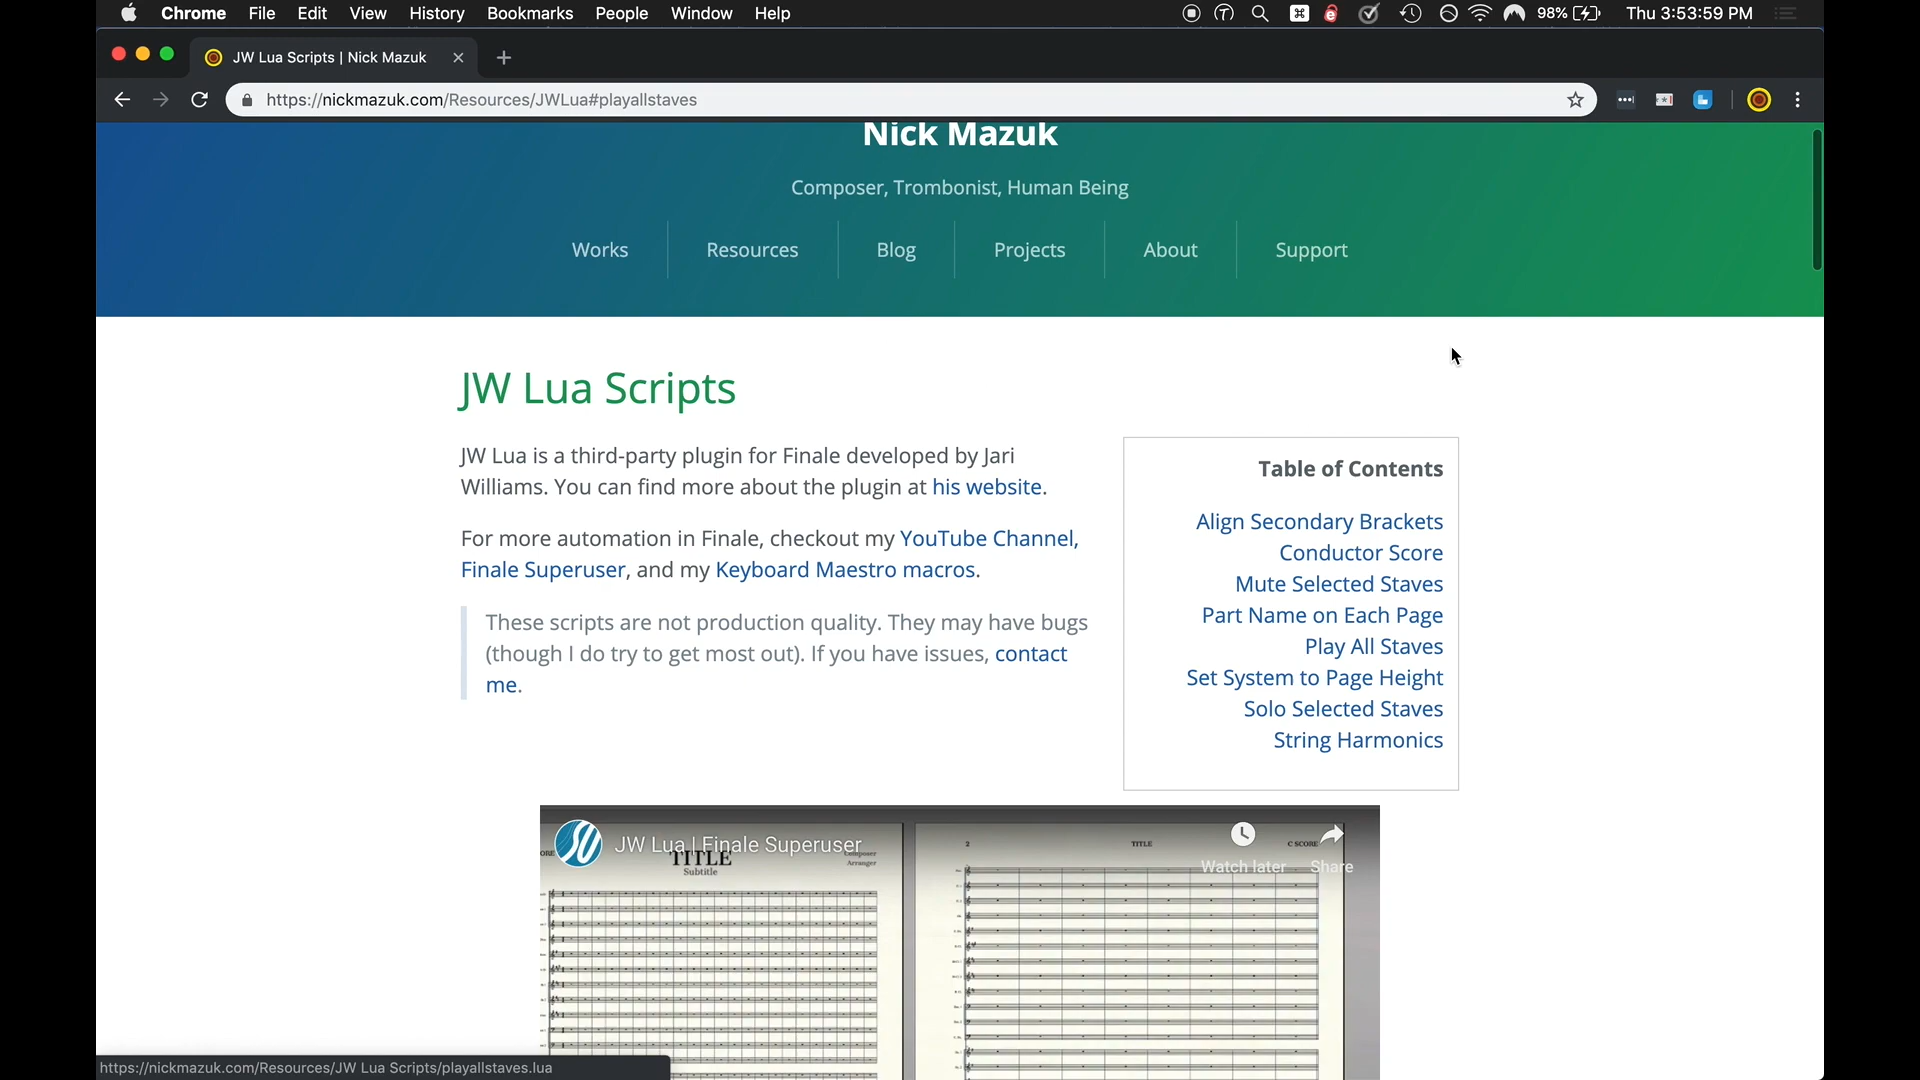 Chrome File Edit View History Bookmarks People Window Help 98% Thu 3:53:59 PM
JW Lua Scripts | Nick Mazuk
https://nickmazuk.com/Resources/JWLua#playallstaves
Nick Mazuk
Composer, Trombonist, Human Being
Works Resources Blog Projects About Support
JW Lua Scripts
JW Lua is a third-party plugin for Finale developed by Jari
Williams. You can find more about the plugin at his website.
For more automation in Finale, checkout my YouTube Channel,
Finale Superuser, and my Keyboard Maestro macros.
These scripts are not production quality. They may have bugs
(though I do try to get most out). If you have issues, contact
me.
Table of Contents
Align Secondary Brackets
Conductor Score
Mute Selected Staves
Part Name on Each Page
Play All Staves
Set System to Page Height
Solo Selected Staves
String Harmonics
JW Lua | Finale Superuser
Watch later Share
TITLE
Subtitle
Composer
Arranger
2 TITLE C SCORE
https://nickmazuk.com/Resources/JW Lua Scripts/playallstaves.lua